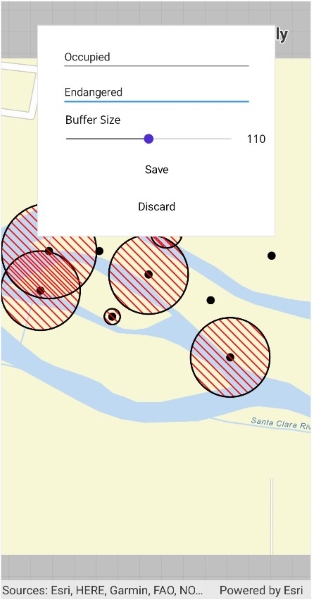 ly
Occupied
Endangered
Buffer Size
110
Save
Discard
Santa Clara Riv
Sources: Esri, HERE, Garmin, FAO, NO... Powered by Esri